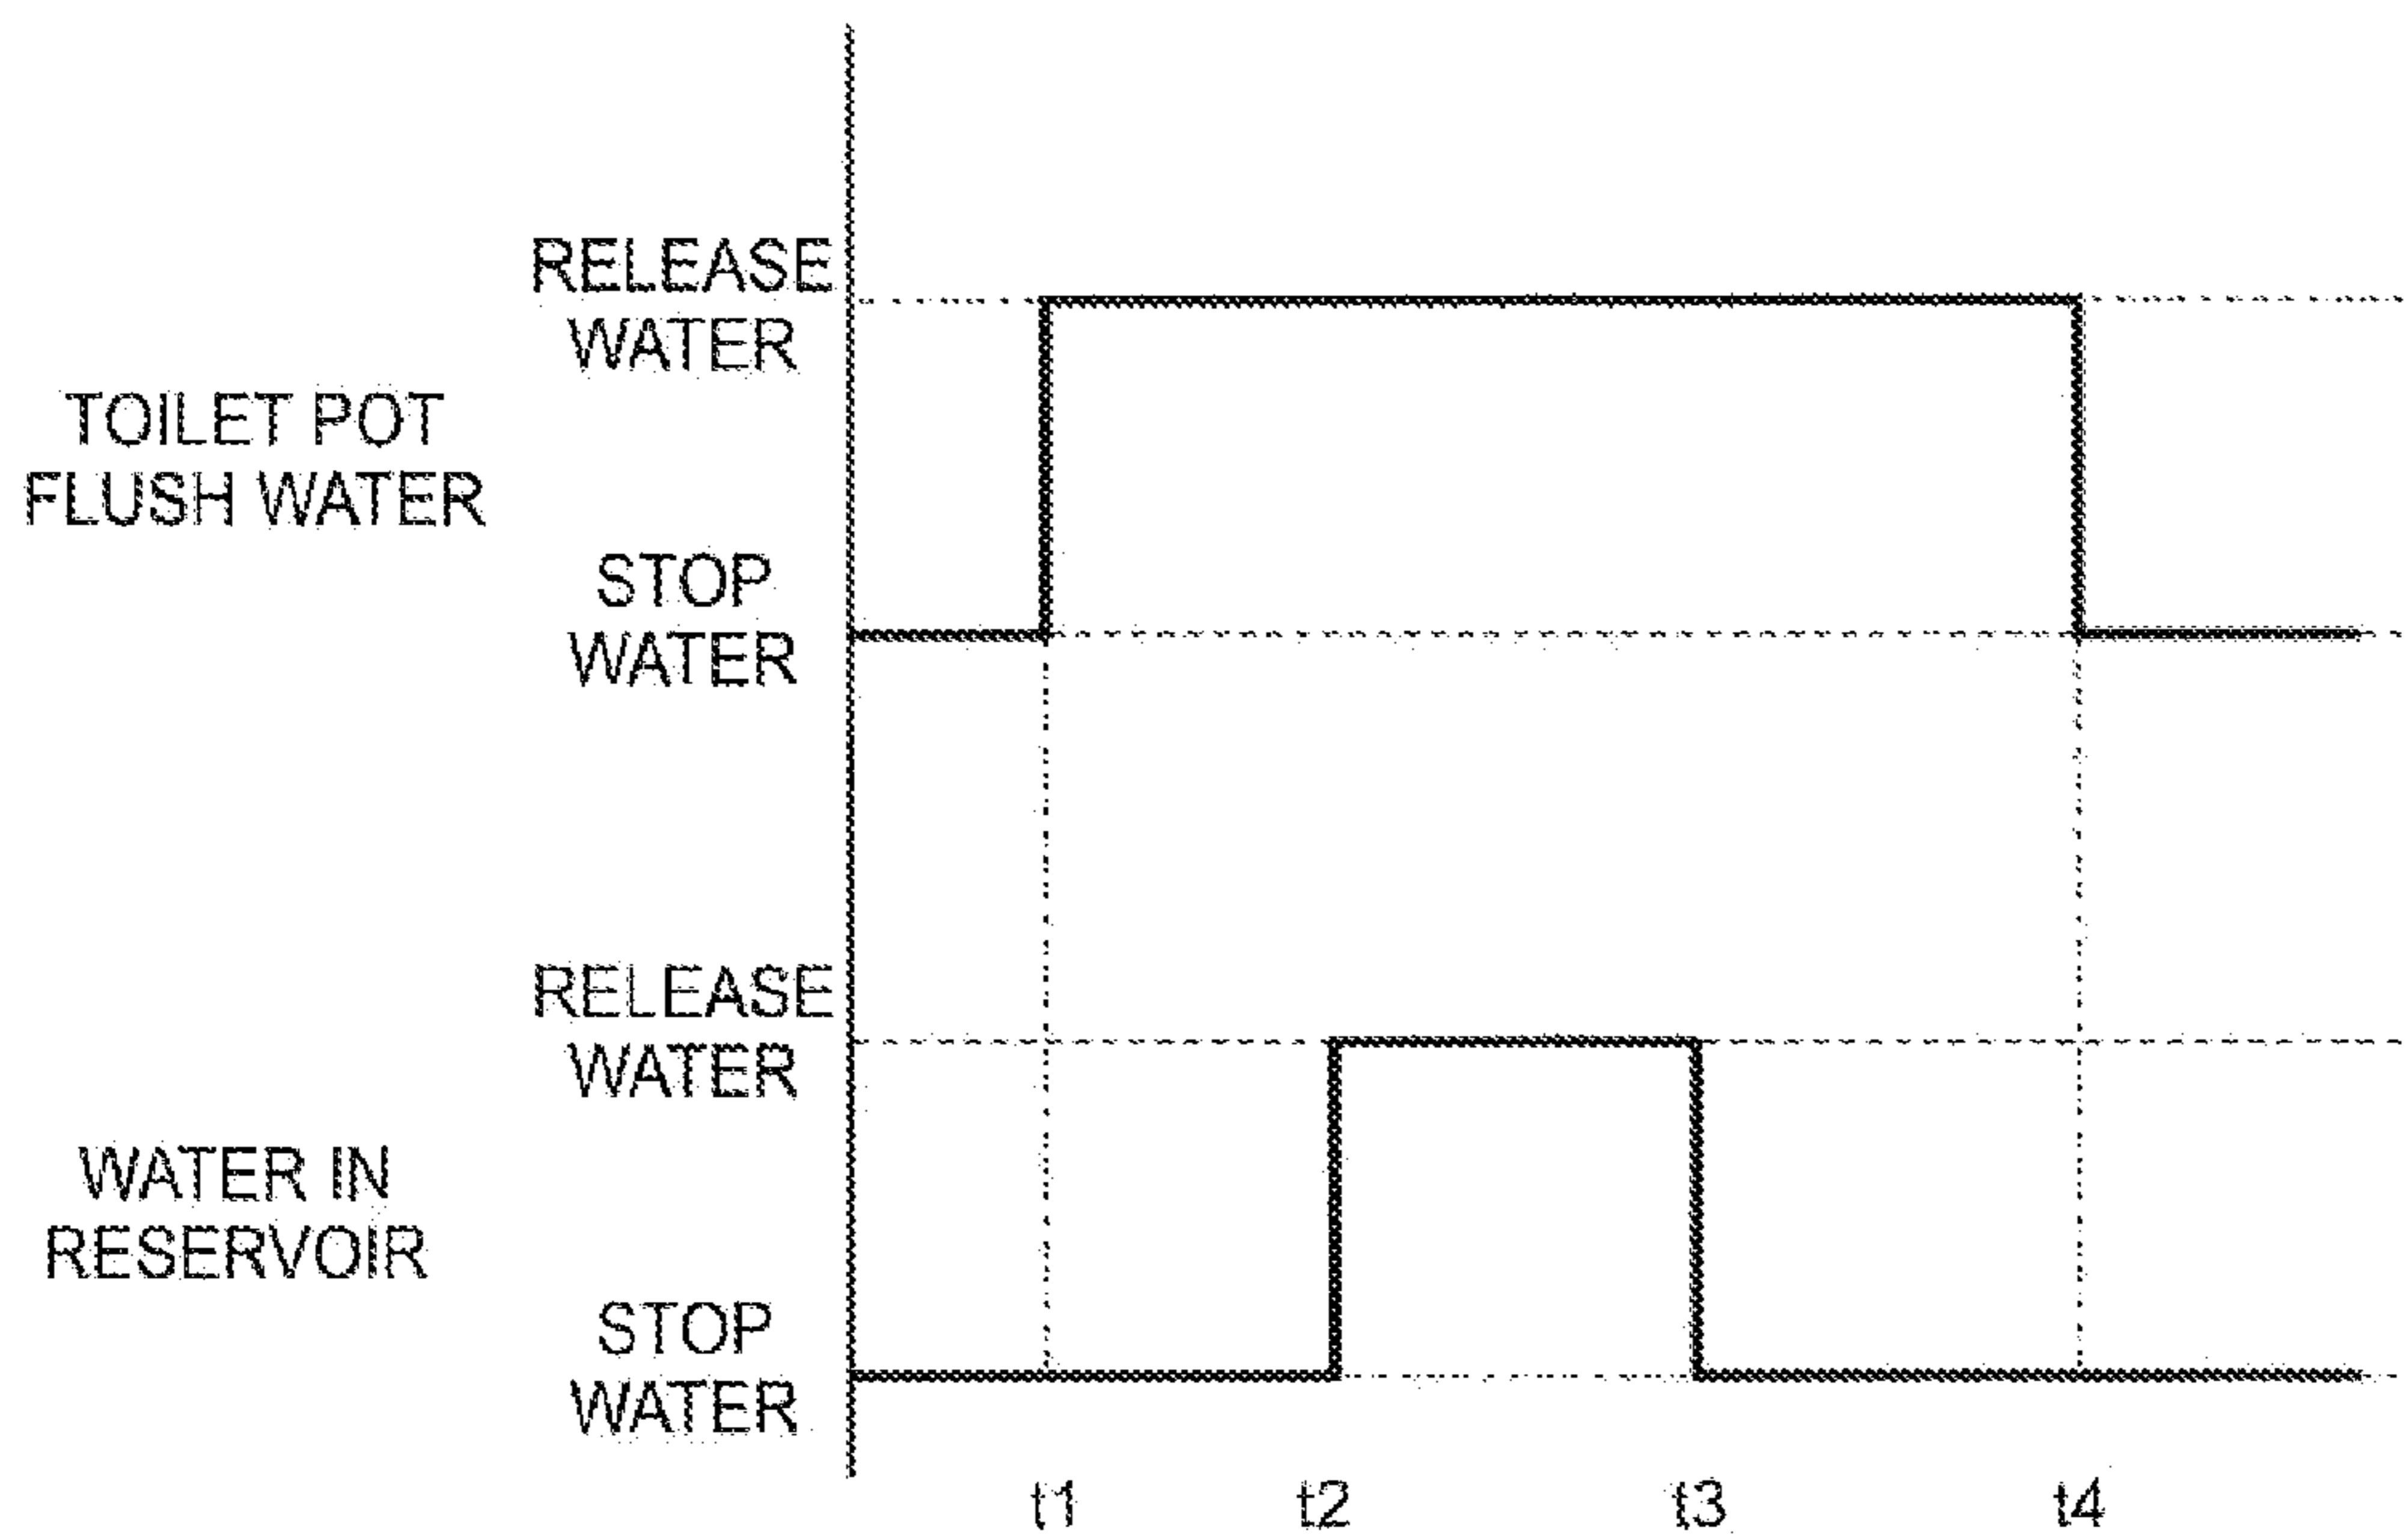 RELEASE
WATER
TOILET POT
FLUSH WATER
STOP
WATER
RELEASE
WATER
WATER IN
RESERVOIR
STOP
WATER
t1 t2 t3 t4